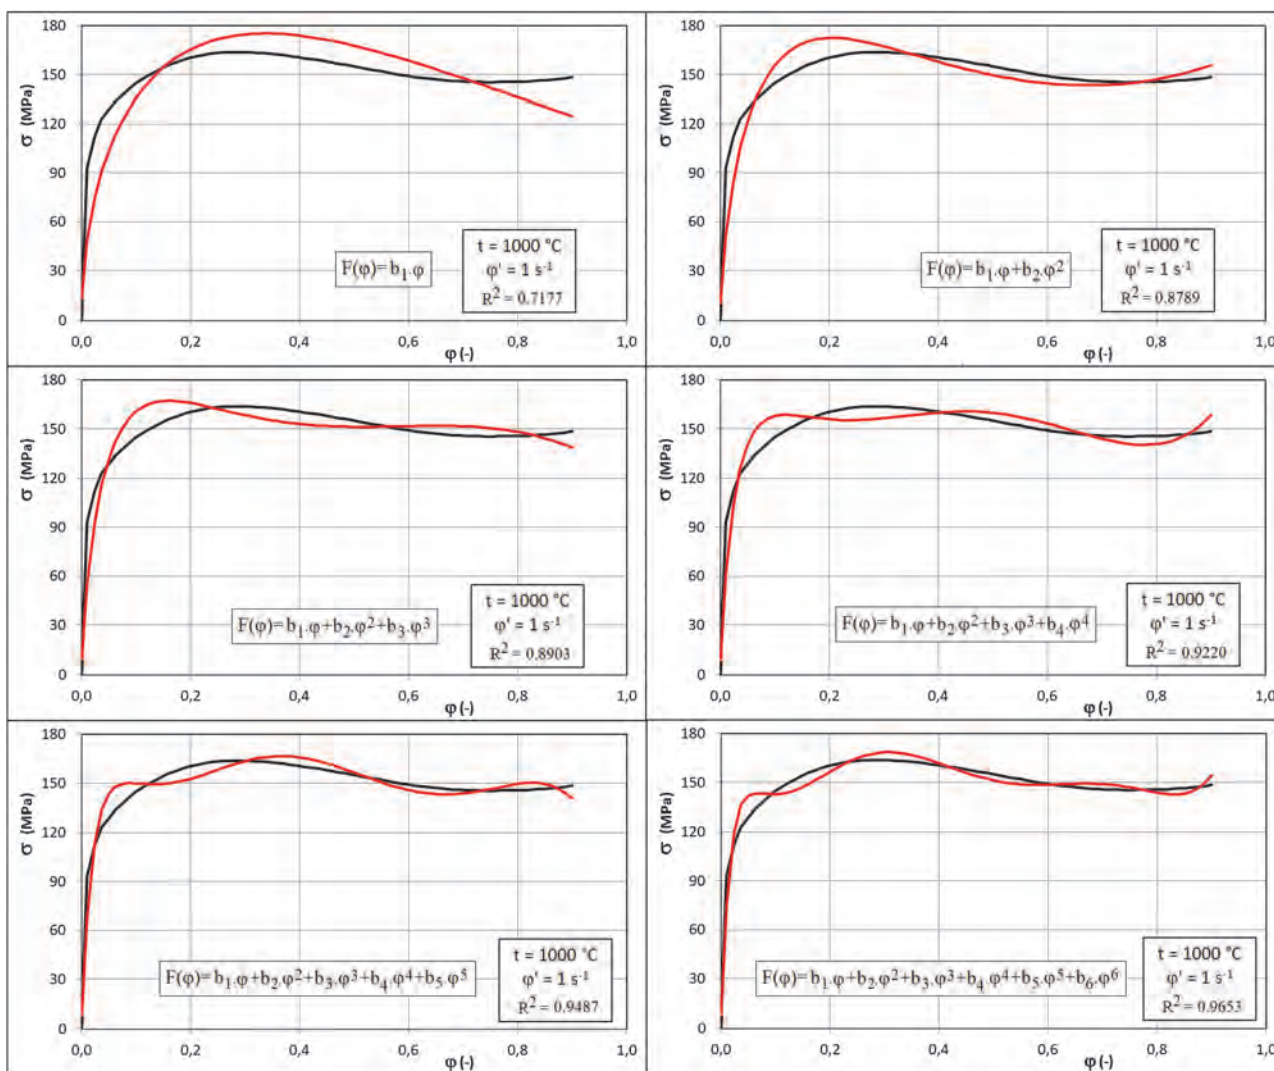 180
150
120
90
60
30
0
σ (MPa)
F(φ)= b1.φ
t = 1000 °C
φ' = 1 s-1
R2 = 0.7177
0,0 0,2 0,4 0,6 0,8 1,0
φ (-)
180
150
120
90
60
30
0
σ (MPa)
F(φ)= b1.φ+b2.φ2
t = 1000 °C
φ' = 1 s-1
R2 = 0.8789
0,0 0,2 0,4 0,6 0,8 1,0
φ (-)
180
150
120
90
60
30
0
σ (MPa)
F(φ)= b1.φ+b2.φ2+b3.φ3
t = 1000 °C
φ' = 1 s-1
R2 = 0.8903
0,0 0,2 0,4 0,6 0,8 1,0
φ (-)
180
150
120
90
60
30
0
σ (MPa)
F(φ)= b1.φ+b2.φ2+b3.φ3+b4.φ4
t = 1000 °C
φ' = 1 s-1
R2 = 0.9220
0,0 0,2 0,4 0,6 0,8 1,0
φ (-)
180
150
120
90
60
30
0
σ (MPa)
F(φ)= b1.φ+b2.φ2+b3.φ3+b4.φ4+b5.φ5
t = 1000 °C
φ' = 1 s-1
R2 = 0.9487
0,0 0,2 0,4 0,6 0,8 1,0
φ (-)
180
150
120
90
60
30
0
σ (MPa)
F(φ)= b1.φ+b2.φ2+b3.φ3+b4.φ4+b5.φ5+b6.φ6
t = 1000 °C
φ' = 1 s-1
R2 = 0.9653
0,0 0,2 0,4 0,6 0,8 1,0
φ (-)